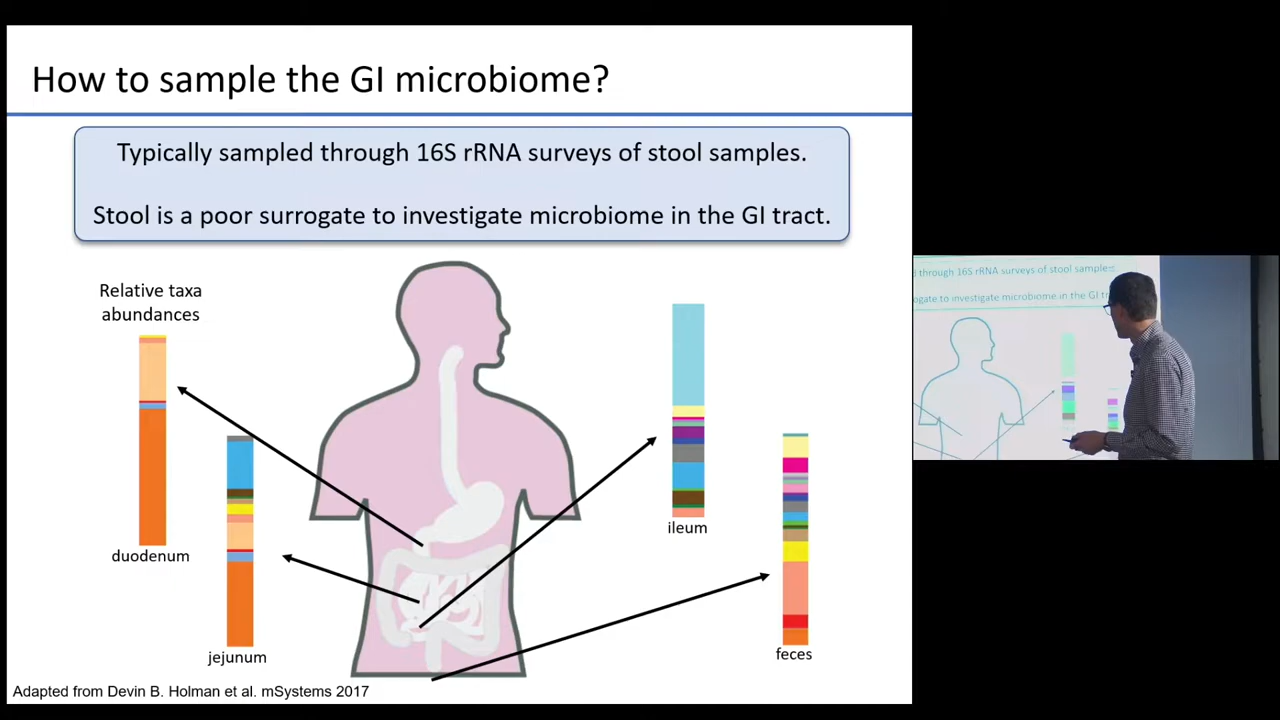 How to sample the GI microbiome?
Typically sampled through 16S rRNA surveys of stool samples.
Stool is a poor surrogate to investigate microbiome in the GI tract.
Relative taxa
abundances
duodenum
jejunum
ileum
feces
Adapted from Devin B. Holman et al. mSystems 2017
d through 16S rRNA surveys of stool samples.
ogate to investigate microbiome in the GI